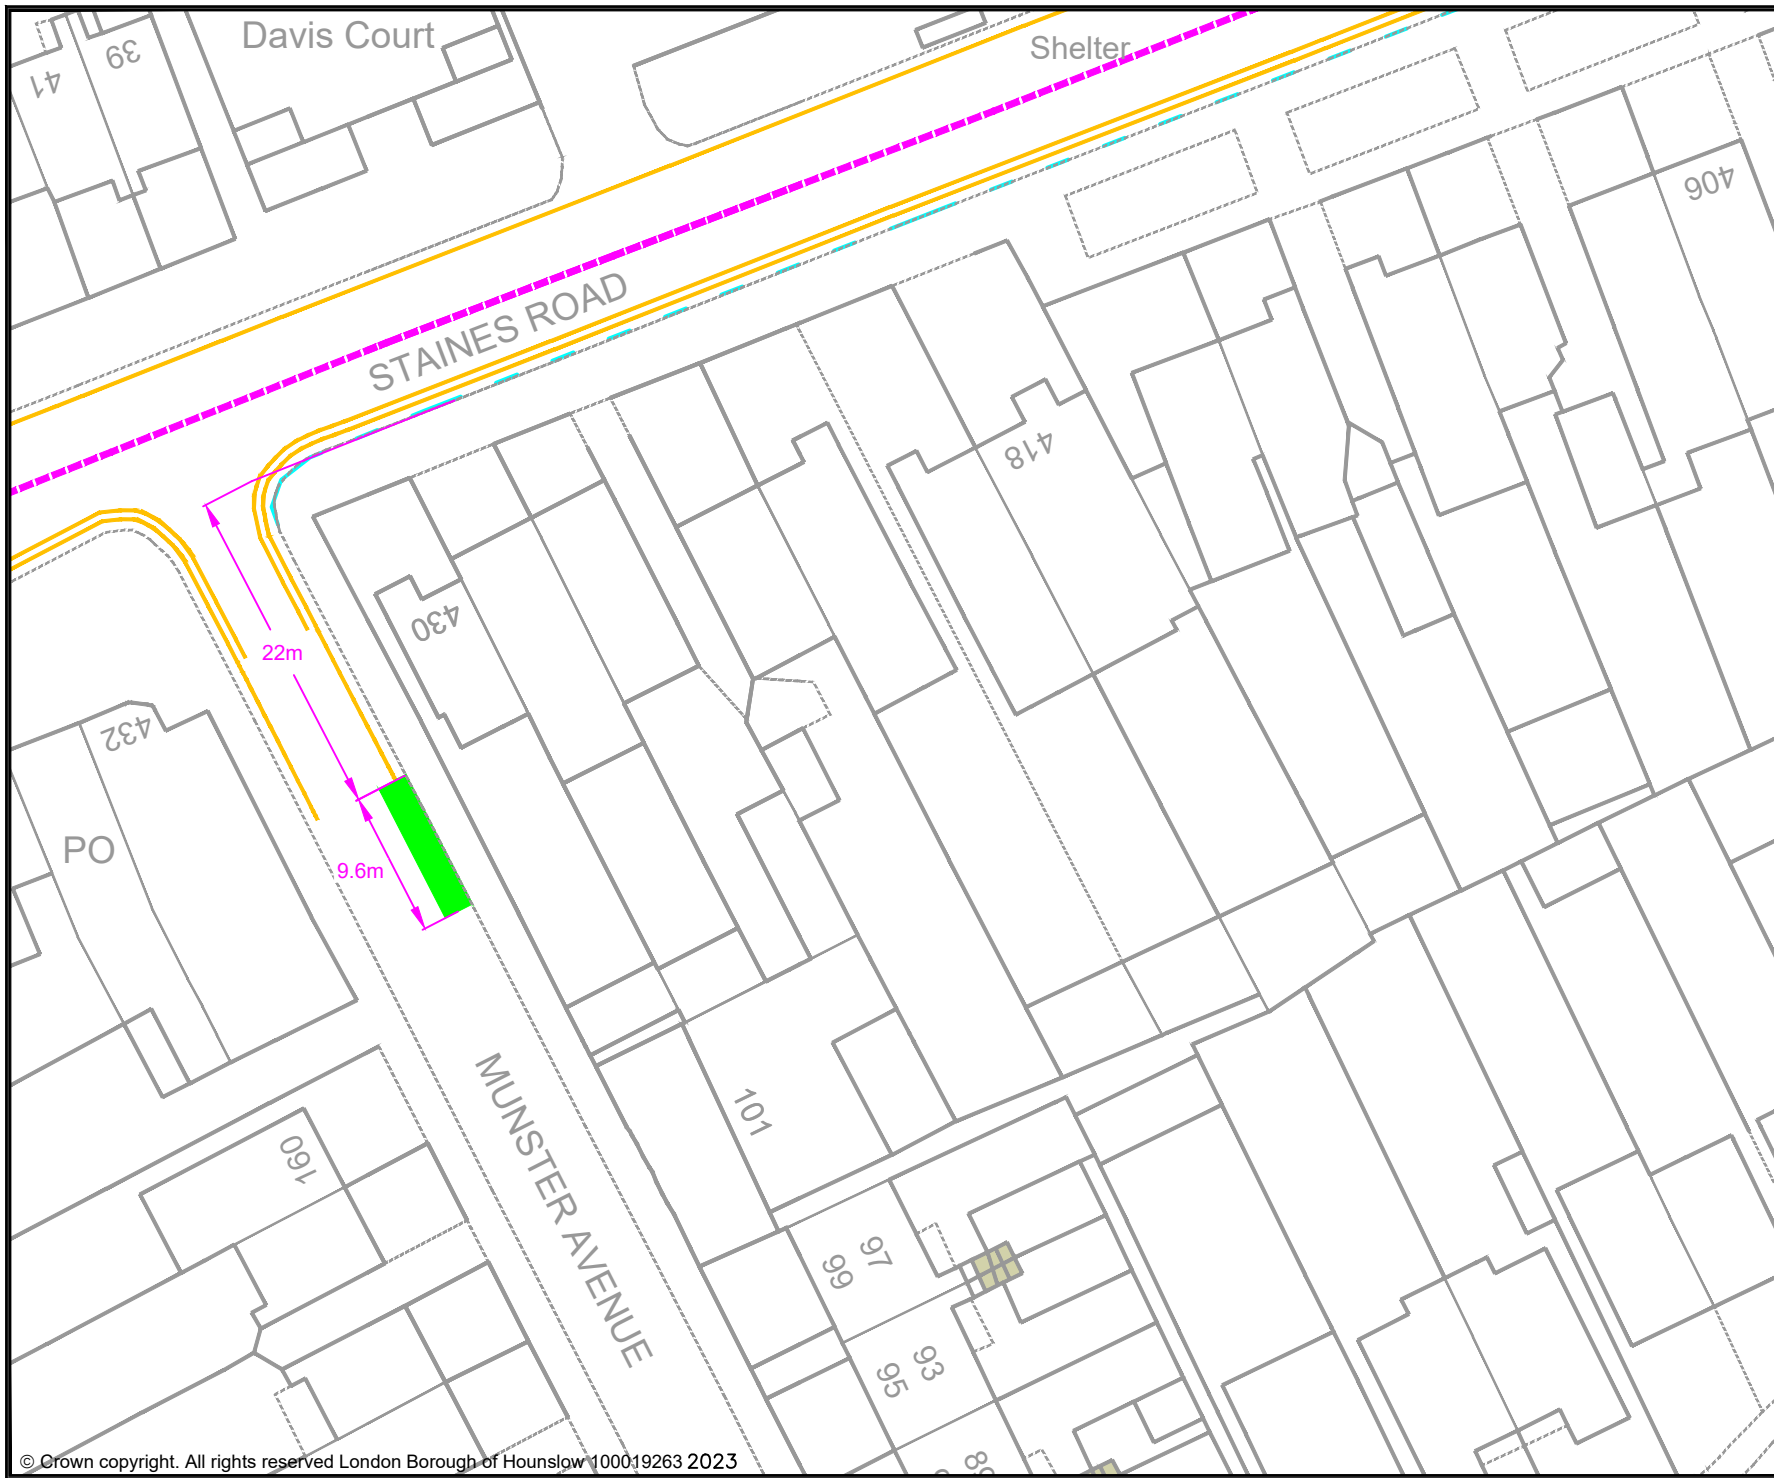 Davis Court
Shelter
39
41
406
STAINES ROAD
418
430
22m
432
PO
9.6m
MUNSTER AVENUE
101
160
97
99
93
95
© Crown copyright. All rights reserved London Borough of Hounslow 100019263 2023